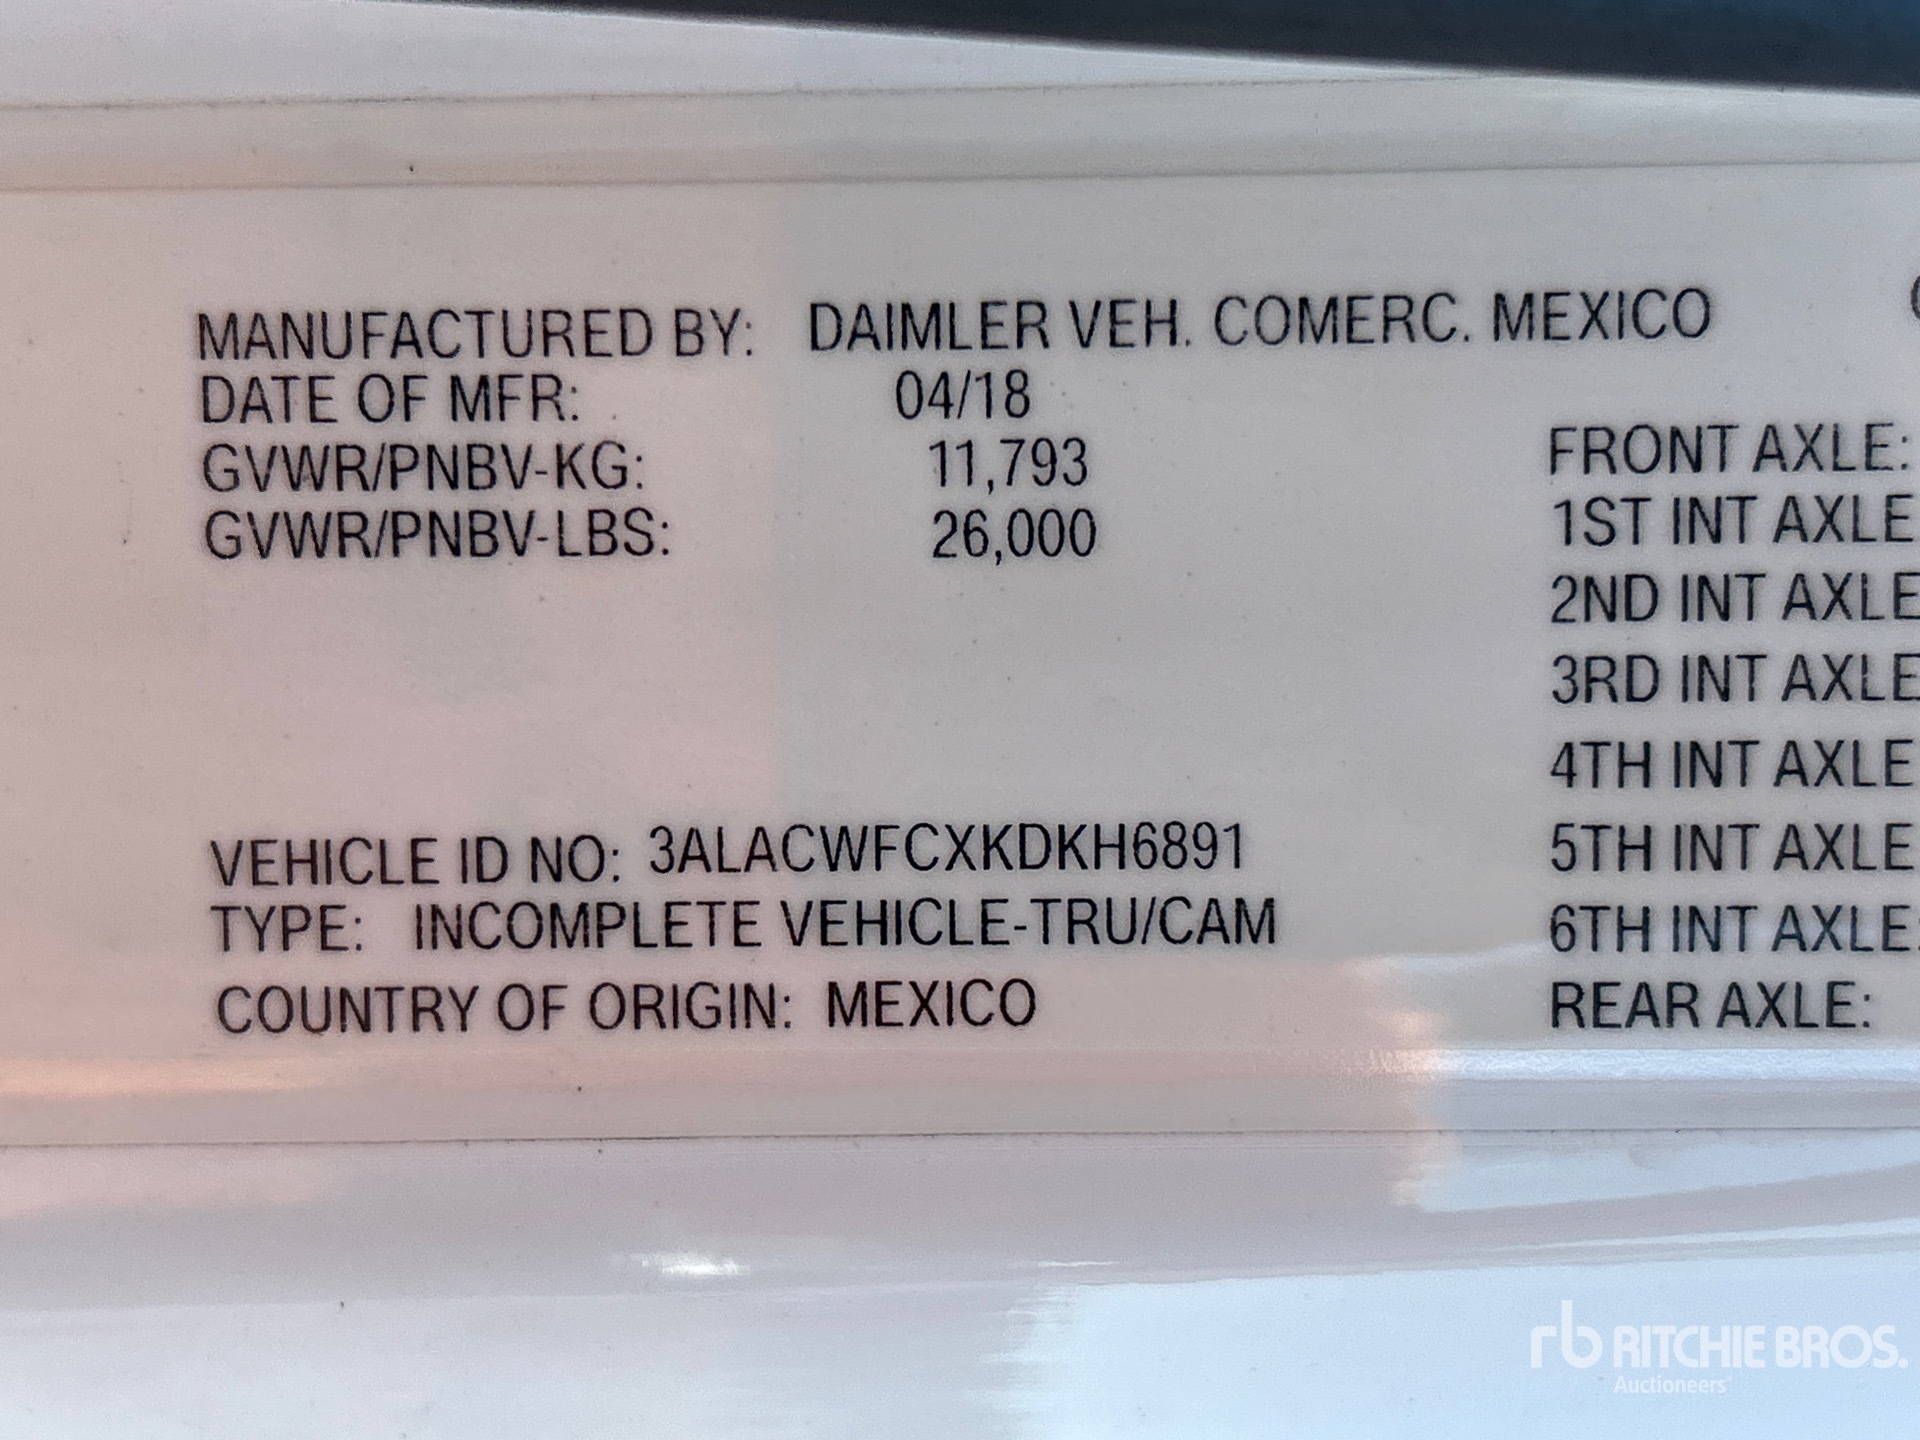 MANUFACTURED BY: DAIMLER VEH. COMERC. MEXICO
DATE OF MFR: 04/18
GVWR/PNBV-KG: 11,793
GVWR/PNBV-LBS: 26,000
VEHICLE ID NO: 3ALACWFCXKDKH6891
TYPE: INCOMPLETE VEHICLE-TRU/CAM
COUNTRY OF ORIGIN: MEXICO
FRONT AXLE:
1ST INT AXLE
2ND INT AXLE
3RD INT AXLE
4TH INT AXLE
5TH INT AXLE
6TH INT AXLE
REAR AXLE:
rb RITCHIE BROS.
Auctioneers